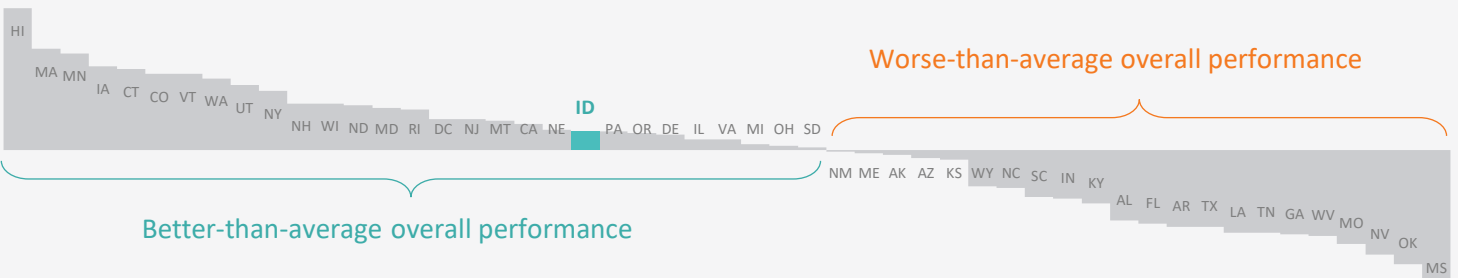 HI
MA MN IA CT CO VT WA UT NY NH WI ND MD RI DC NJ MT CA NE ID PA OR DE IL VA MI OH SD
Worse-than-average overall performance
NM ME AK AZ KS WY NC SC IN KY AL FL AR TX LA TN GA WV MO NV OK MS
Better-than-average overall performance